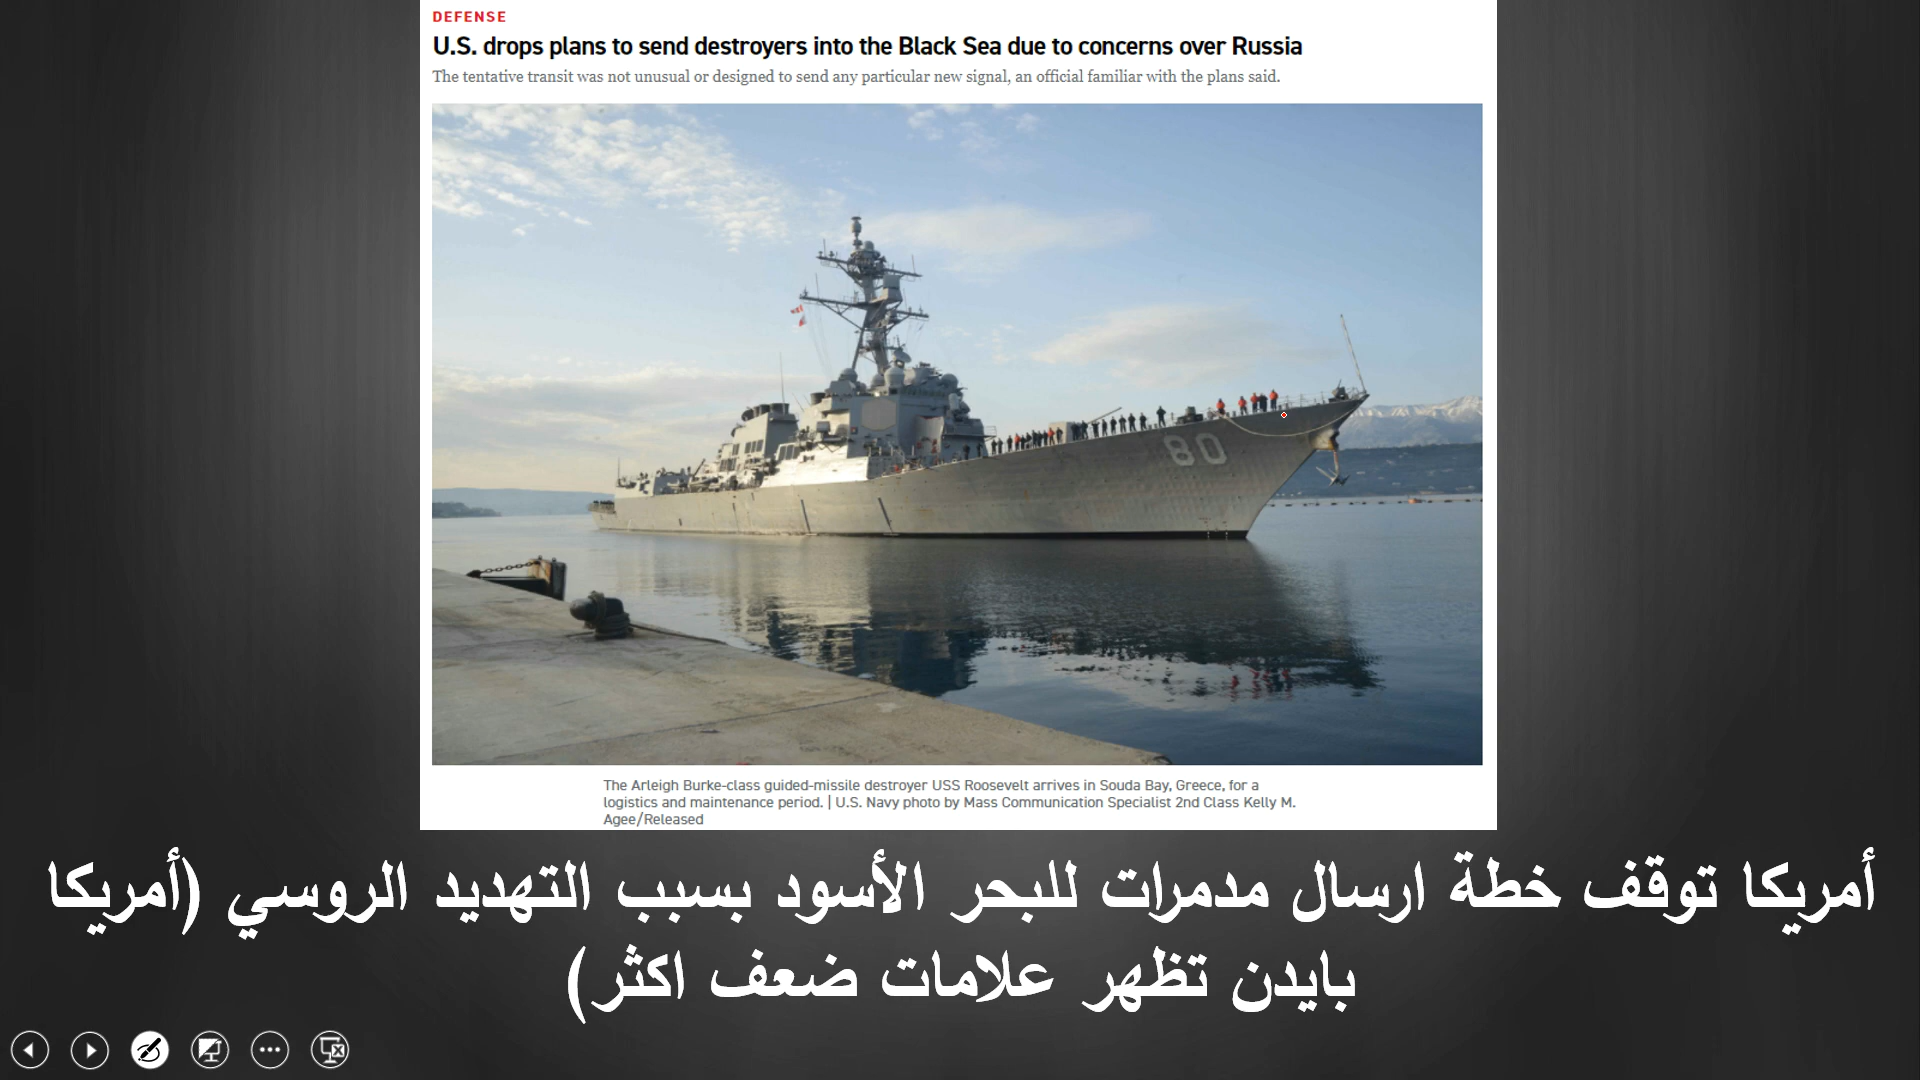 DEFENSE
U.S. drops plans to send destroyers into the Black Sea due to concerns over Russia
The tentative transit was not unusual or designed to send any particular new signal, an official familiar with the plans said.
80
The Arleigh Burke-class guided-missile destroyer USS Roosevelt arrives in Souda Bay, Greece, for a
logistics and maintenance period. | U.S. Navy photo by Mass Communication Specialist 2nd Class Kelly M.
Agee/Released
أمريكا توقف خطة ارسال مدمرات للبحر الأسود بسبب التهديد الروسي (أمريكا
بايدن تظهر علامات ضعف اكثر)